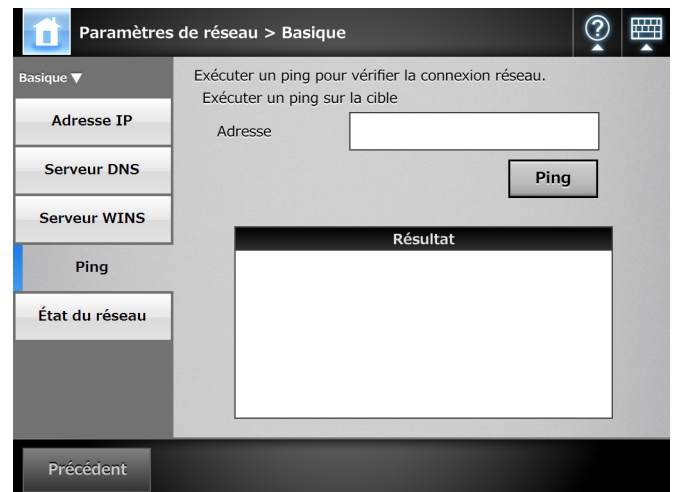 Paramètres de réseau > Basique
?
Basique ▼
Adresse IP
Serveur DNS
Serveur WINS
Ping
État du réseau
Exécuter un ping pour vérifier la connexion réseau.
Exécuter un ping sur la cible
Adresse
Ping
Résultat
Précédent